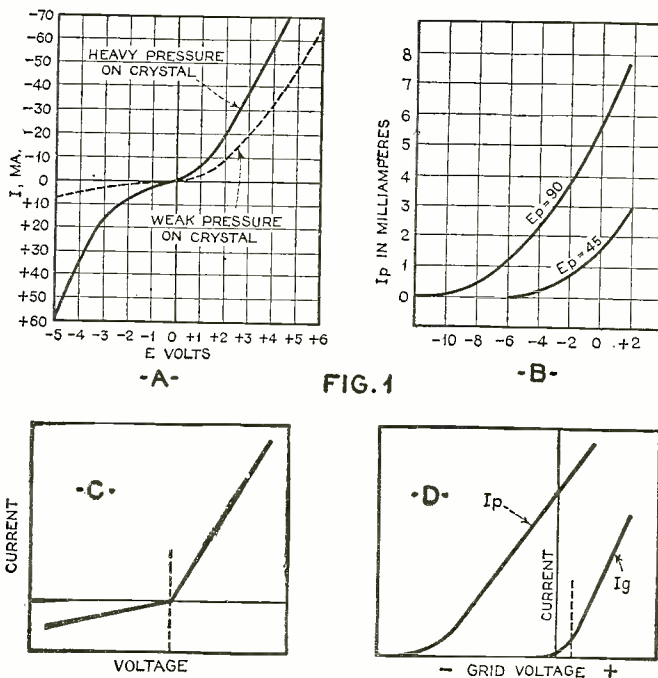 -70
-60
-50
-40
-30
-20
-10
0
+10
+20
+30
+40
+50
+60
I, MA.
HEAVY PRESSURE
ON CRYSTAL
WEAK PRESSURE
ON CRYSTAL
-5 -4 -3 -2 -1 0 +1 +2 +3 +4 +5 +6
E VOLTS
-A-
8
7
6
5
4
3
2
1
0
Ip IN MILLIAMPERES
Ep=90
Ep=45
-10 -8 -6 -4 -2 0 +2
-B-
FIG.1
-C-
CURRENT
VOLTAGE
-D-
Ip
CURRENT
Ig
- GRID VOLTAGE +